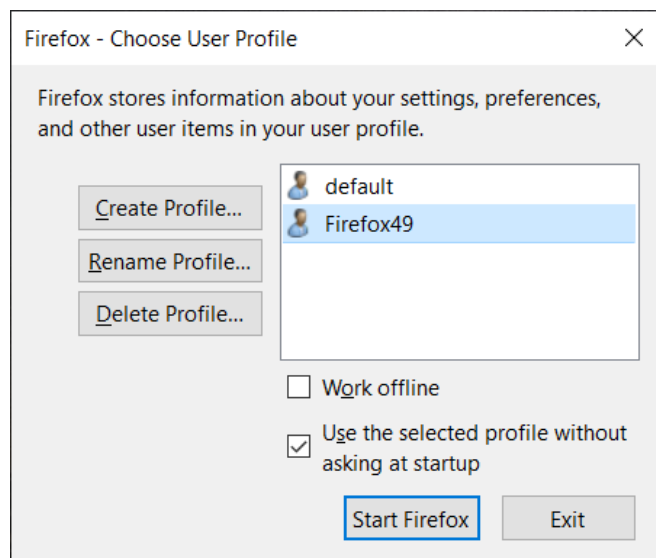 Firefox - Choose User Profile
Firefox stores information about your settings, preferences,
and other user items in your user profile.
Create Profile...
Rename Profile...
Delete Profile...
default
Firefox49
Work offline
Use the selected profile without
asking at startup
Start Firefox
Exit